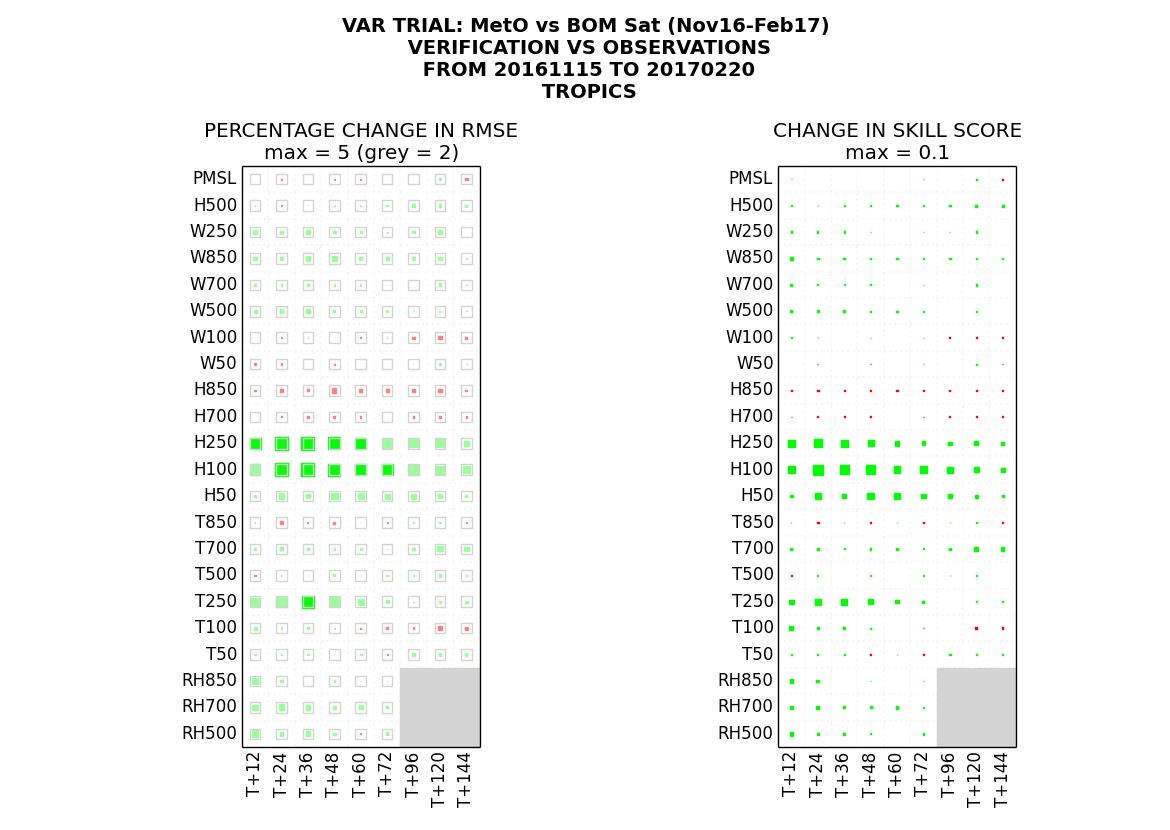 VAR TRIAL: MetO vs BOM Sat (Nov16-Feb17)
VERIFICATION VS OBSERVATIONS
FROM 20161115 TO 20170220
TROPICS
PERCENTAGE CHANGE IN RMSE
max = 5 (grey = 2)
PMSL
H500
W250
W850
W700
W500
W100
W50
H850
H700
H250
H100
H50
T850
T700
T500
T250
T100
T50
RH850
RH700
RH500
T+12
T+24
T+36
T+48
T+60
T+72
T+96
T+120
T+144
CHANGE IN SKILL SCORE
max = 0.1
PMSL
H500
W250
W850
W700
W500
W100
W50
H850
H700
H250
H100
H50
T850
T700
T500
T250
T100
T50
RH850
RH700
RH500
T+12
T+24
T+36
T+48
T+60
T+72
T+96
T+120
T+144